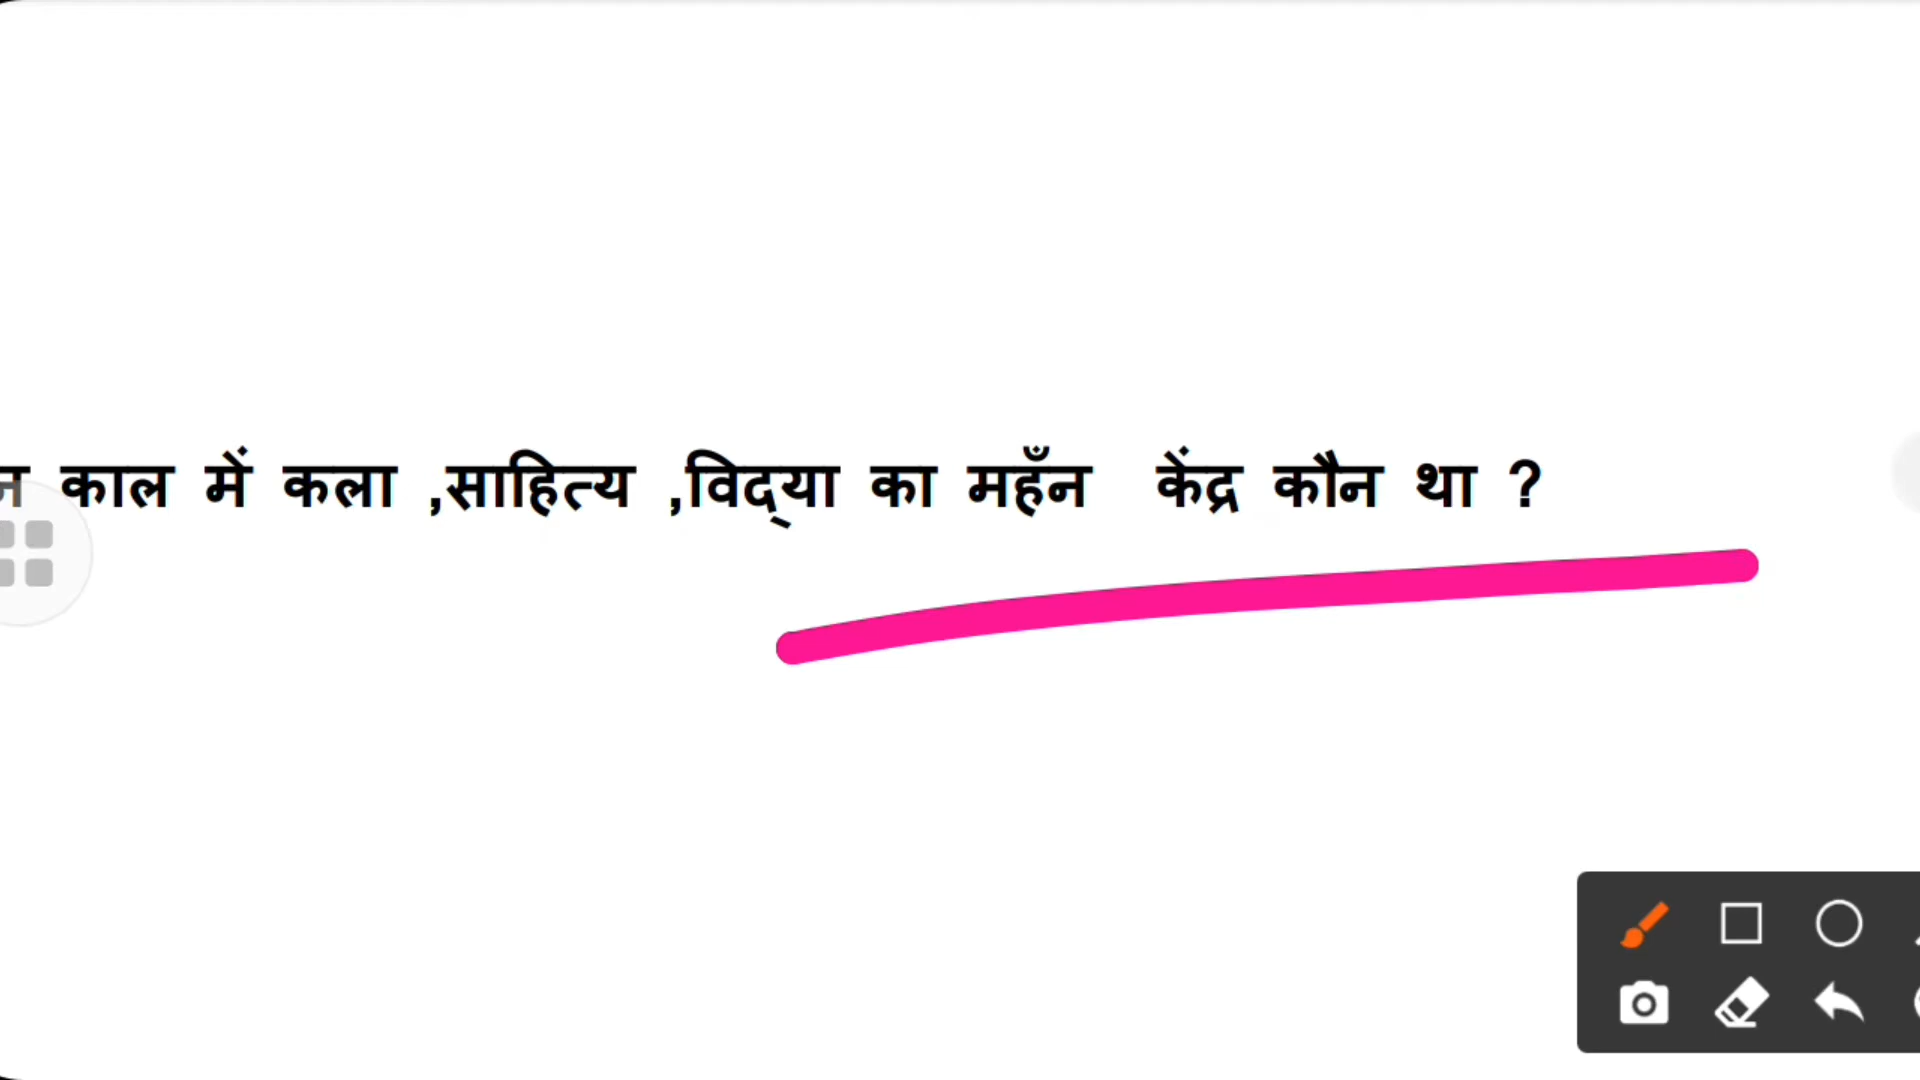 काल में कला ,साहित्य ,विद्‌या का महँन केंद्र कौन था ?